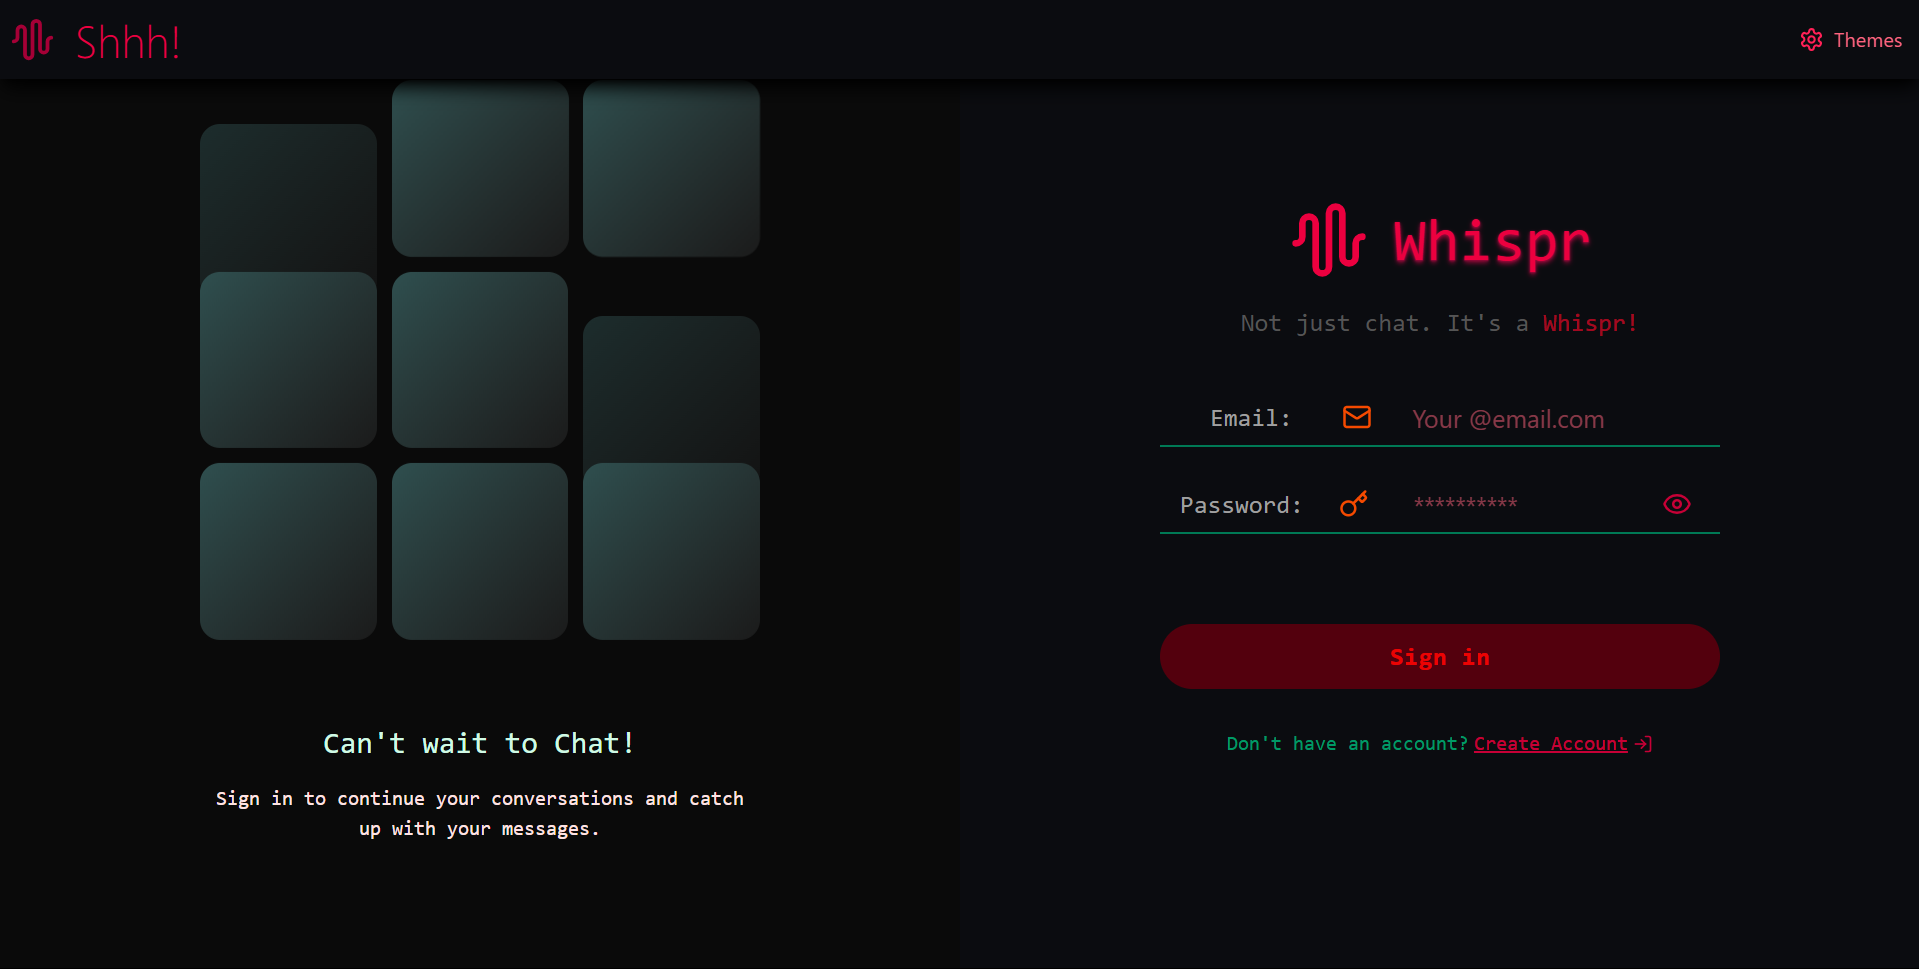 Shhh!
Themes
Can't wait to Chat!
Sign in to continue your conversations and catch
up with your messages.
Whispr
Not just chat. It's a Whispr!
Email: Your @email.com
Password: **********
Sign in
Don't have an account? Create Account